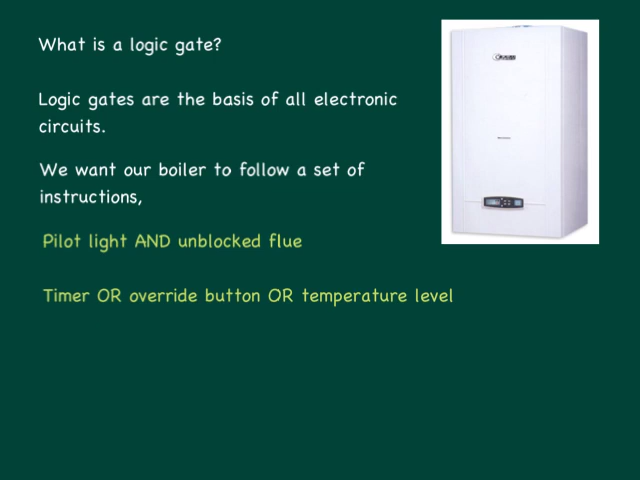 What is a logic gate?
Logic gates are the basis of all electronic
circuits.
We want our boiler to follow a set of
instructions,
Pilot light AND unblocked flue
Timer OR override button OR temperature level